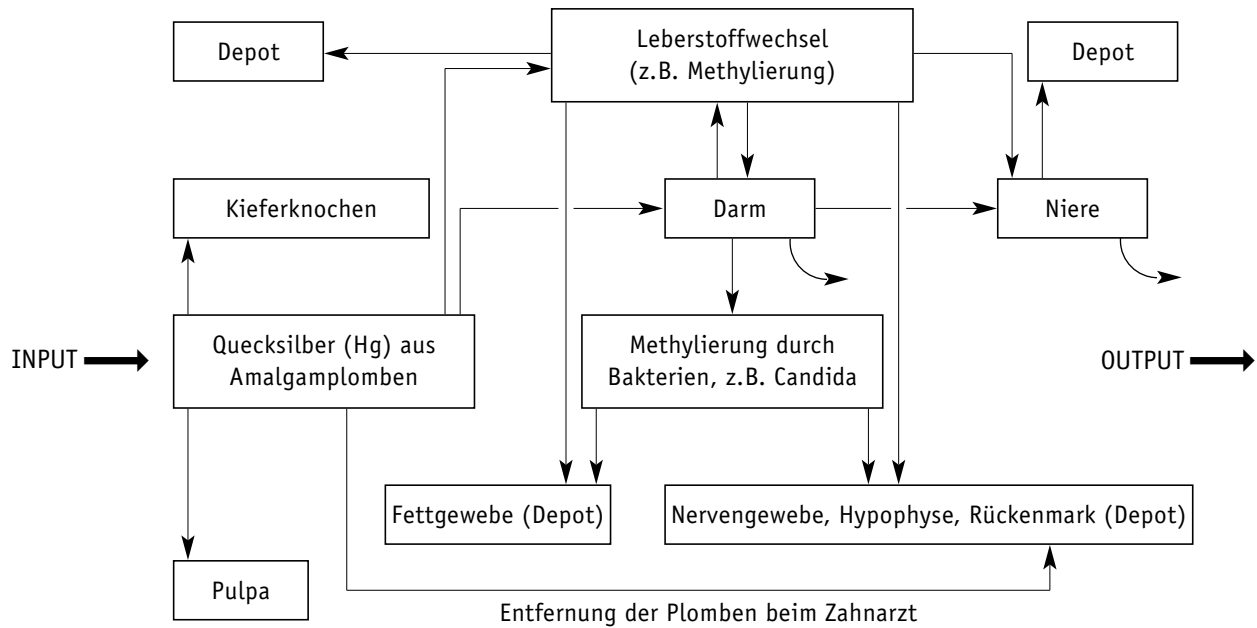 Depot
Leberstoffwechsel
(z.B. Methylierung)
Depot
Kieferknochen
Darm
Niere
INPUT
Quecksilber (Hg) aus
Amalgamplomben
Methylierung durch
Bakterien, z.B. Candida
OUTPUT
Fettgewebe (Depot)
Nervengewebe, Hypophyse, Rückenmark (Depot)
Pulpa
Entfernung der Plomben beim Zahnarzt